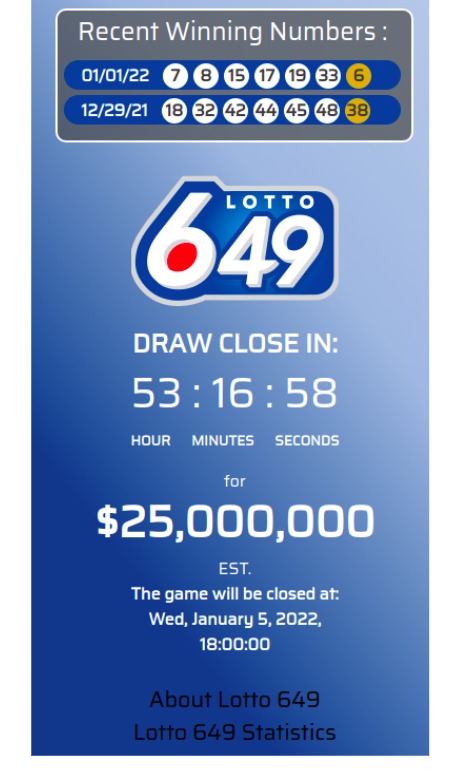 Recent Winning Numbers :
01/01/22 7 8 15 17 19 33 6
12/29/21 18 32 42 44 45 48 38
LOTTO
649
DRAW CLOSE IN:
53 : 16 : 58
HOUR MINUTES SECONDS
for
$25,000,000
EST.
The game will be closed at:
Wed, January 5, 2022,
18:00:00
About Lotto 649
Lotto 649 Statistics